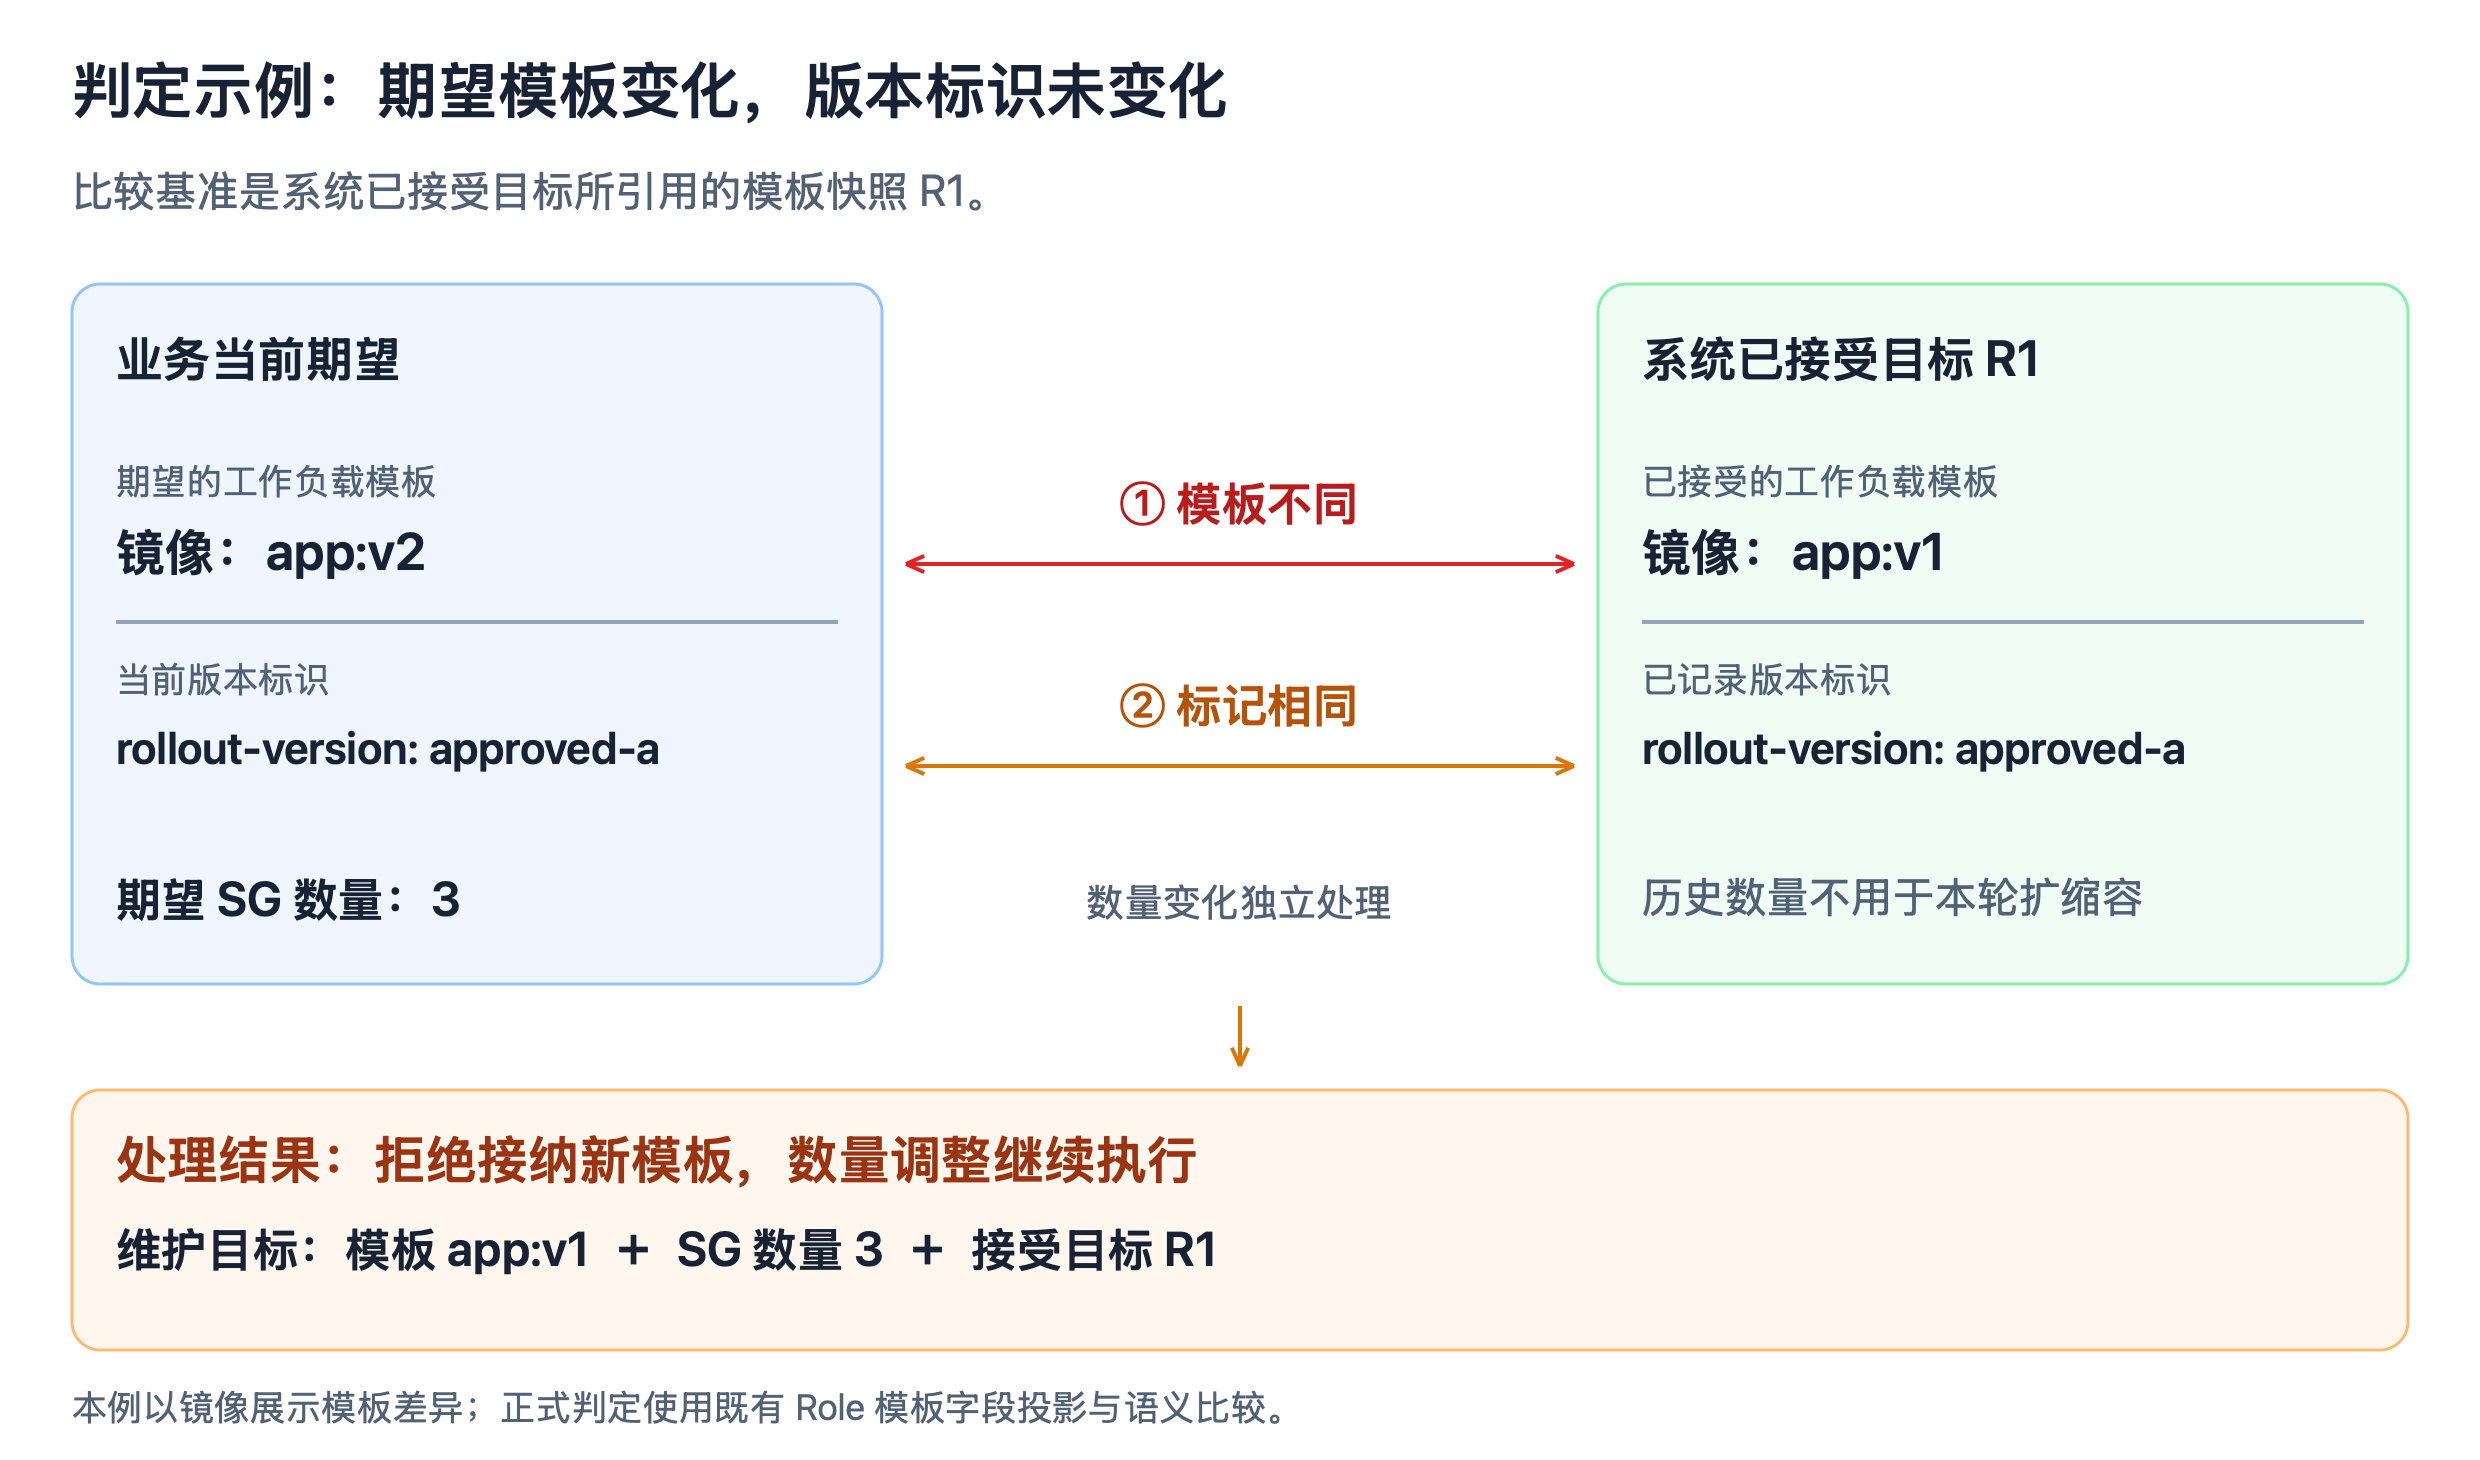 判定示例：期望模板变化，版本标识未变化
比较基准是系统已接受目标所引用的模板快照 R1。
业务当前期望
期望的工作负载模板
镜像：app:v2
当前版本标识
rollout-version: approved-a
期望 SG 数量：3
① 模板不同
② 标记相同
数量变化独立处理
系统已接受目标 R1
已接受的工作负载模板
镜像：app:v1
已记录版本标识
rollout-version: approved-a
历史数量不用于本轮扩缩容
处理结果：拒绝接纳新模板，数量调整继续执行
维护目标：模板 app:v1 + SG 数量 3 + 接受目标 R1
本例以镜像展示模板差异；正式判定使用既有 Role 模板字段投影与语义比较。